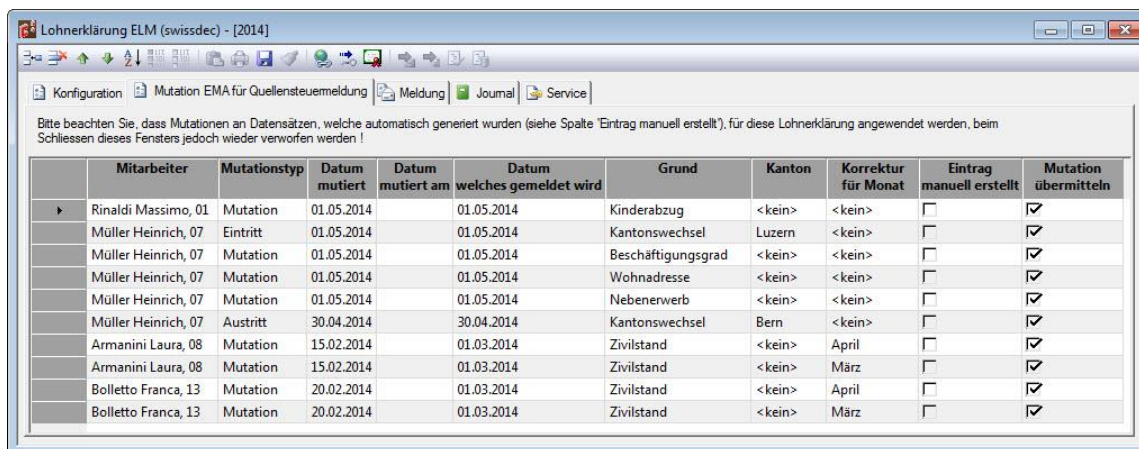 Lohnerklärung ELM (swissdec) - [2014]
Konfiguration Mutation EMA für Quellensteuermeldung Meldung Journal Service
Bitte beachten Sie, dass Mutationen an Datensätzen, welche automatisch generiert wurden (siehe Spalte 'Eintrag manuell erstellt'), für diese Lohnerklärung angewendet werden, beim
Schliessen dieses Fensters jedoch wieder verworfen werden !
Mitarbeiter Mutationstyp Datum Datum Datum Grund Kanton Korrektur Eintrag Mutation
mutiert mutiert am welches gemeldet wird für Monat manuell erstellt übermitteln
Rinaldi Massimo, 01 Mutation 01.05.2014 01.05.2014 Kinderabzug <kein> <kein>
Müller Heinrich, 07 Eintritt 01.05.2014 01.05.2014 Kantonswechsel Luzern <kein>
Müller Heinrich, 07 Mutation 01.05.2014 01.05.2014 Beschäftigungsgrad <kein> <kein>
Müller Heinrich, 07 Mutation 01.05.2014 01.05.2014 Wohnadresse <kein> <kein>
Müller Heinrich, 07 Mutation 01.05.2014 01.05.2014 Nebenerwerb <kein> <kein>
Müller Heinrich, 07 Austritt 30.04.2014 30.04.2014 Kantonswechsel Bern <kein>
Armanini Laura, 08 Mutation 15.02.2014 01.03.2014 Zivilstand <kein> April
Armanini Laura, 08 Mutation 15.02.2014 01.03.2014 Zivilstand <kein> März
Bolletto Franca, 13 Mutation 20.02.2014 01.03.2014 Zivilstand <kein> April
Bolletto Franca, 13 Mutation 20.02.2014 01.03.2014 Zivilstand <kein> März